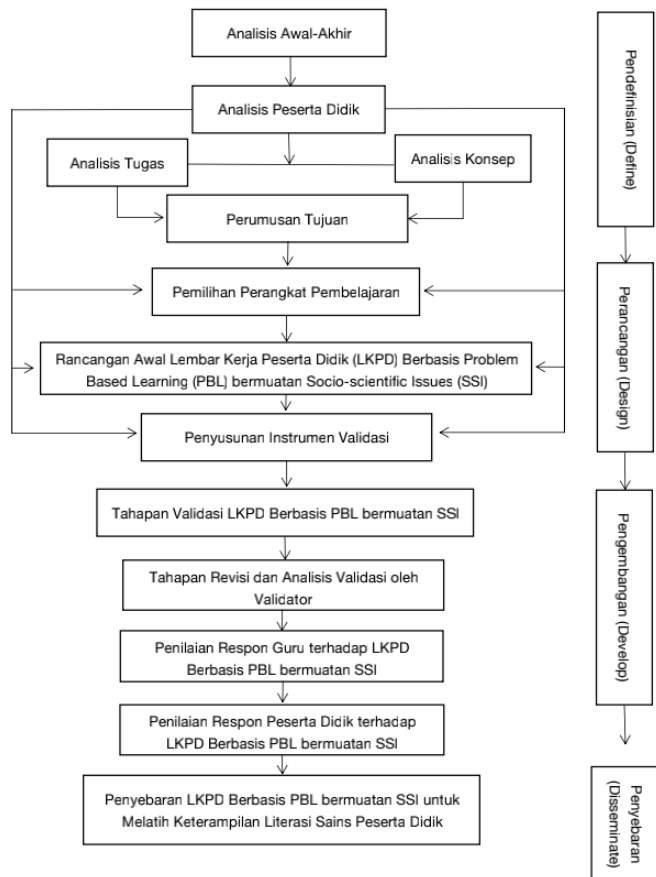 Analisis Awal-Akhir
Analisis Peserta Didik
Analisis Tugas
Analisis Konsep
Perumusan Tujuan
Pemilihan Perangkat Pembelajaran
Rancangan Awal Lembar Kerja Peserta Didik (LKPD) Berbasis Problem
Based Learning (PBL) bermuatan Socio-scientific Issues (SSI)
Penyusunan Instrumen Validasi
Tahapan Validasi LKPD Berbasis PBL bermuatan SSI
Tahapan Revisi dan Analisis Validasi oleh
Validator
Penilaian Respon Guru terhadap LKPD
Berbasis PBL bermuatan SSI
Penilaian Respon Peserta Didik terhadap
LKPD Berbasis PBL bermuatan SSI
Penyebaran LKPD Berbasis PBL bermuatan SSI untuk
Melatih Keterampilan Literasi Sains Peserta Didik
Pendefinisian (Define)
Perancangan (Design)
Pengembangan (Develop)
Penyebaran
(Disseminate)